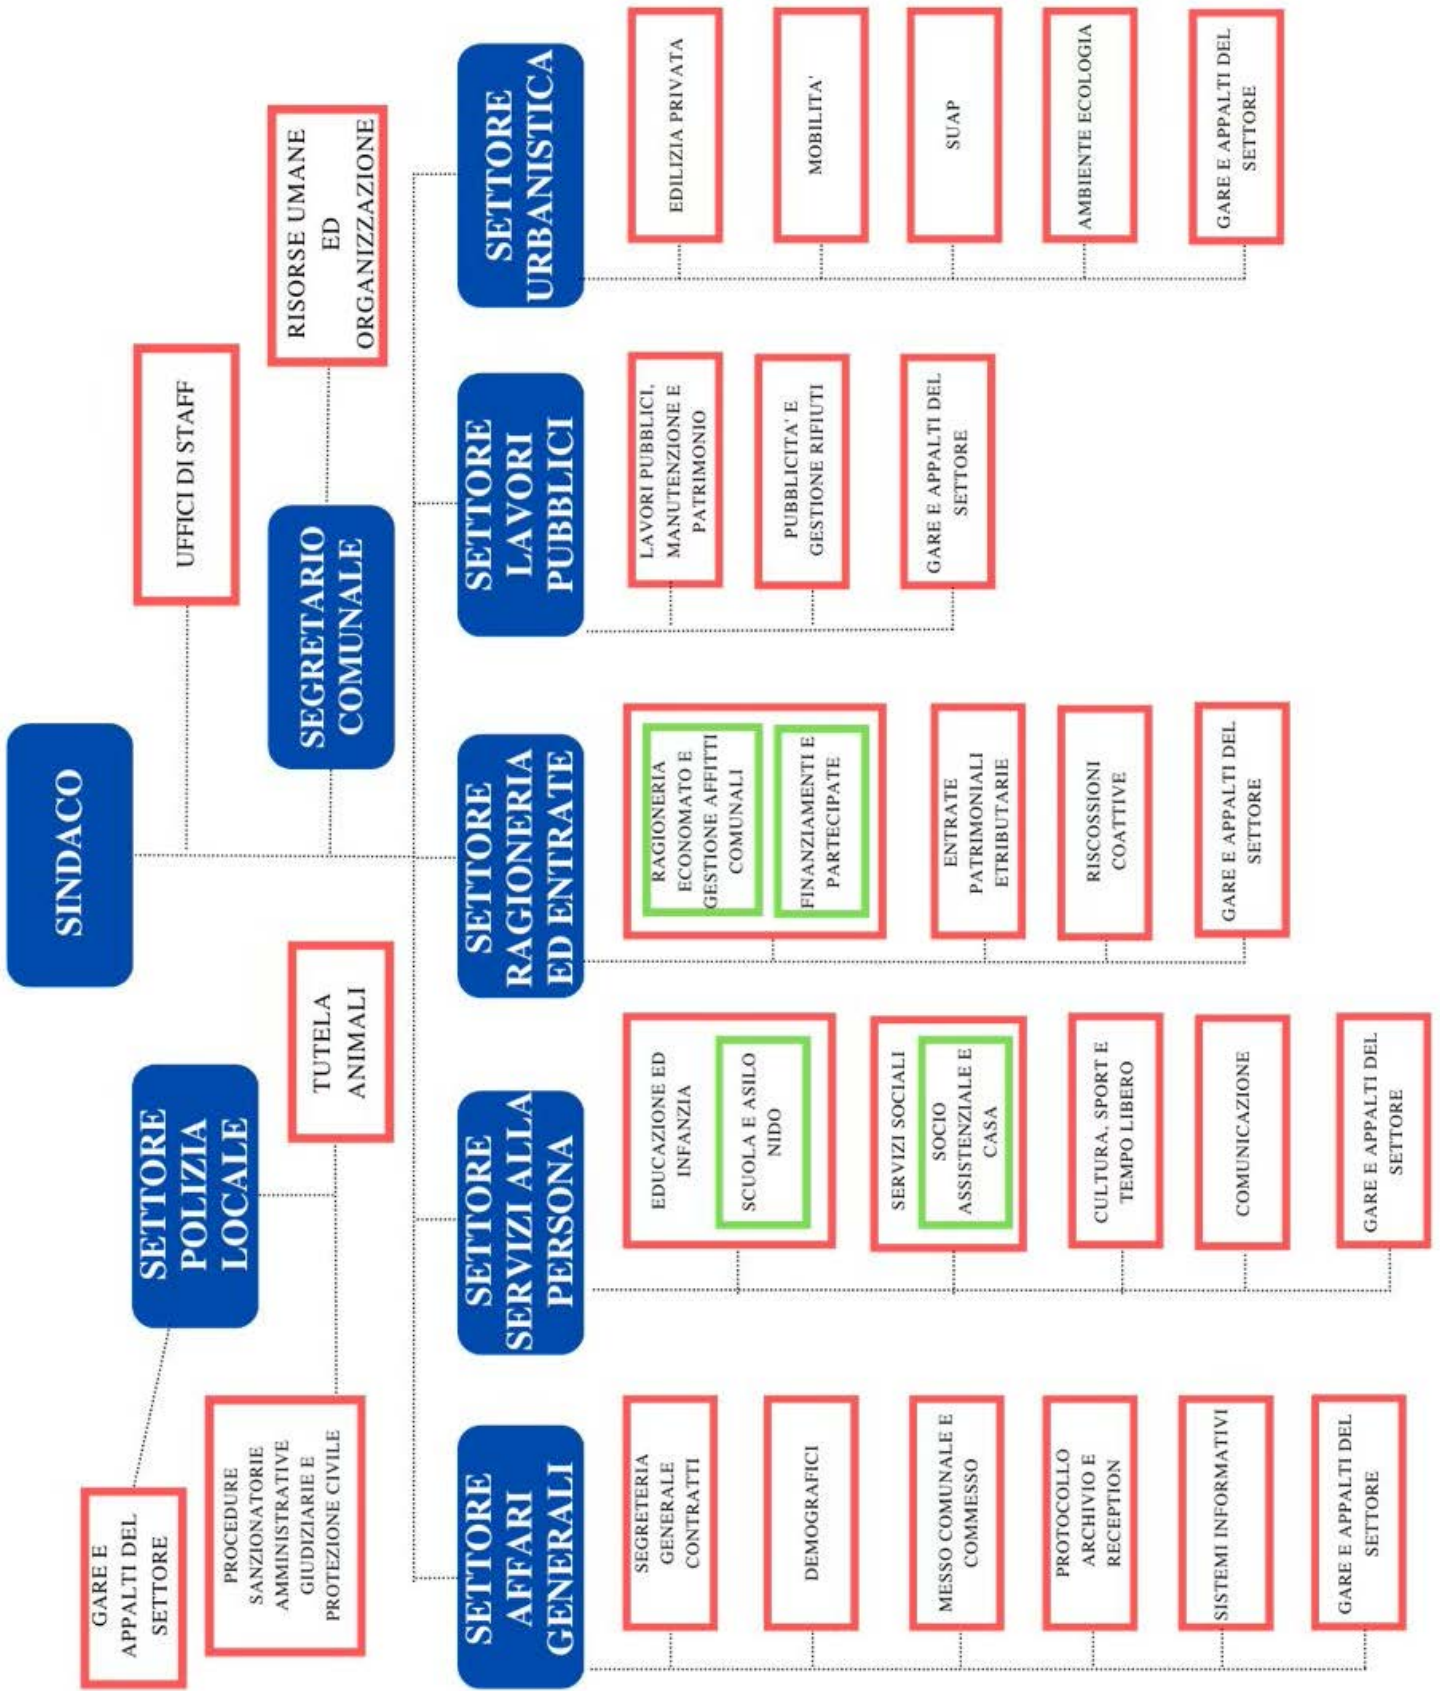 SINDACO
UFFICI DI STAFF
GARE E
APPALTI DEL
SETTORE
SETTORE
POLIZIA
LOCALE
PROCEDURE
SANZIONATORIE
AMMINISTRATIVE
GIUDIZIARIE E
PROTEZIONE CIVILE
TUTELA
ANIMALI
SEGRETARIO
COMUNALE
RISORSE UMANE
ED
ORGANIZZAZIONE
SETTORE
AFFARI
GENERALI
SEGRETERIA
GENERALE
CONTRATTI
DEMOGRAFICI
MESSO COMUNALE E
COMMESSO
PROTOCOLLO
ARCHIVIO E
RECEPTION
SISTEMI INFORMATIVI
GARE E APPALTI DEL
SETTORE
SETTORE
SERVIZI ALLA
PERSONA
EDUCAZIONE ED
INFANZIA
SCUOLA E ASILO
NIDO
SERVIZI SOCIALI
SOCIO
ASSISTENZIALE E
CASA
CULTURA, SPORT E
TEMPO LIBERO
COMUNICAZIONE
GARE E APPALTI DEL
SETTORE
SETTORE
RAGIONERIA
ED ENTRATE
RAGIONERIA
ECONOMATO E
GESTIONE AFFITTI
COMUNALI
FINANZIAMENTI E
PARTECIPATE
ENTRATE
PATRIMONIALI
ETRIBUTARIE
RISCOSSIONI
COATTIVE
GARE E APPALTI DEL
SETTORE
SETTORE
LAVORI
PUBBLICI
LAVORI PUBBLICI,
MANUTENZIONE E
PATRIMONIO
PUBBLICITA' E
GESTIONE RIFIUTI
GARE E APPALTI DEL
SETTORE
SETTORE
URBANISTICA
EDILIZIA PRIVATA
MOBILITA'
SUAP
AMBIENTE ECOLOGIA
GARE E APPALTI DEL
SETTORE